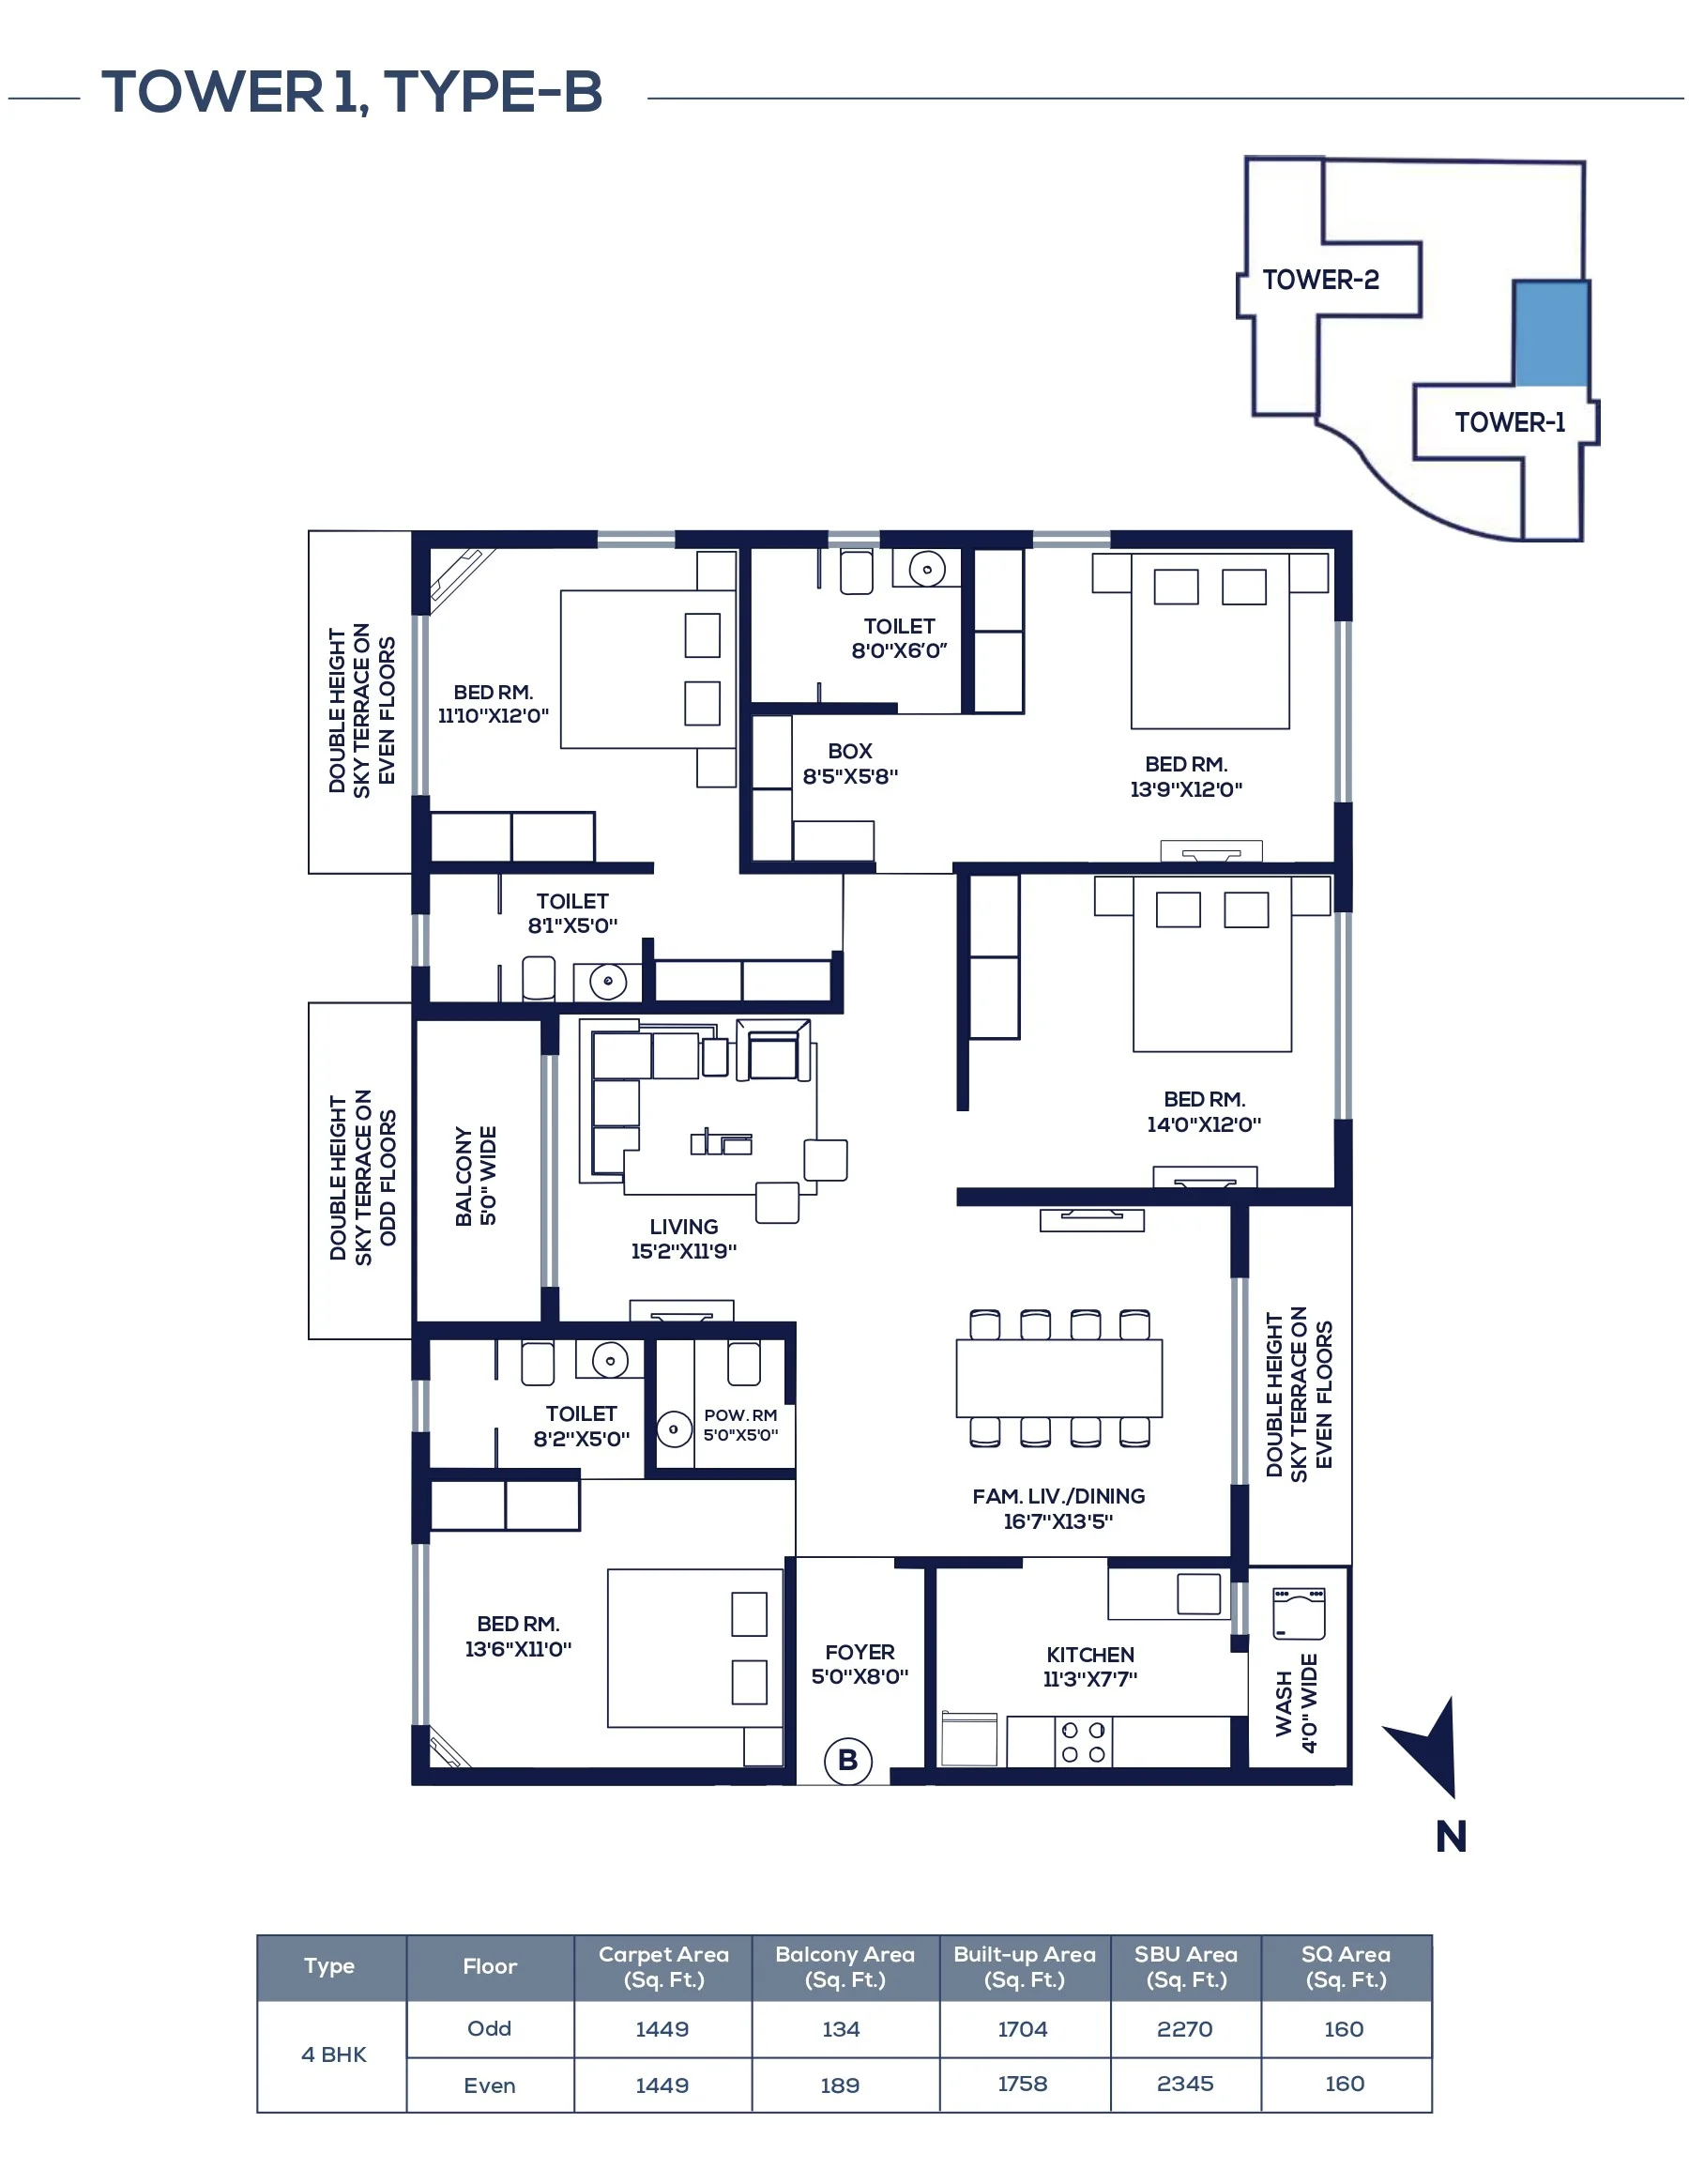 TOWER 1, TYPE-B
TOWER-2
TOWER-1
DOUBLE HEIGHT
SKY TERRACE ON
EVEN FLOORS
BED RM.
11'10"X12'0"
TOILET
8'0"X6'0"
BOX
8'5"X5'8"
BED RM.
13'9"X12'0"
TOILET
8'1"X5'0"
BED RM.
14'0"X12'0"
DOUBLE HEIGHT
SKY TERRACE ON
ODD FLOORS
BALCONY
5'0" WIDE
LIVING
15'2"X11'9"
TOILET
8'2"X5'0"
POW. RM
5'0"X5'0"
FAM. LIV./DINING
16'7"X13'5"
DOUBLE HEIGHT
SKY TERRACE ON
EVEN FLOORS
BED RM.
13'6"X11'0"
FOYER
5'0"X8'0"
B
KITCHEN
11'3"X7'7"
WASH
4'0" WIDE
N
Type Floor Carpet Area (Sq. Ft.) Balcony Area (Sq. Ft.) Built-up Area (Sq. Ft.) SBU Area (Sq. Ft.) SQ Area (Sq. Ft.)
4 BHK
Odd 1449 134 1704 2270 160
Even 1449 189 1758 2345 160